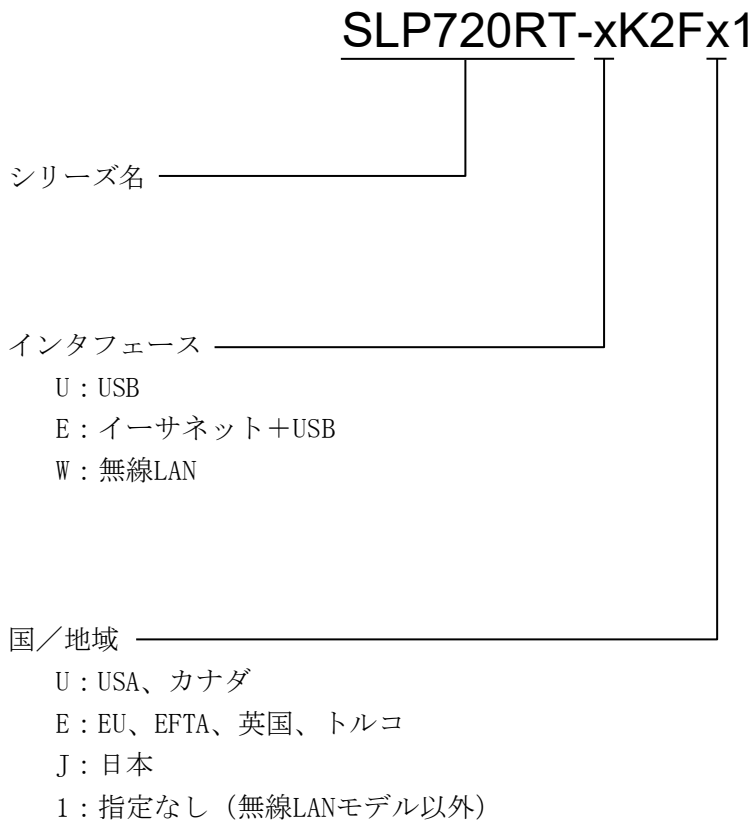 SLP720RT-xK2Fx1
シリーズ名
インタフェース
U：USB
E：イーサネット＋USB
W：無線LAN
国／地域
U：USA、カナダ
E：EU、EFTA、英国、トルコ
J：日本
1：指定なし（無線LANモデル以外）